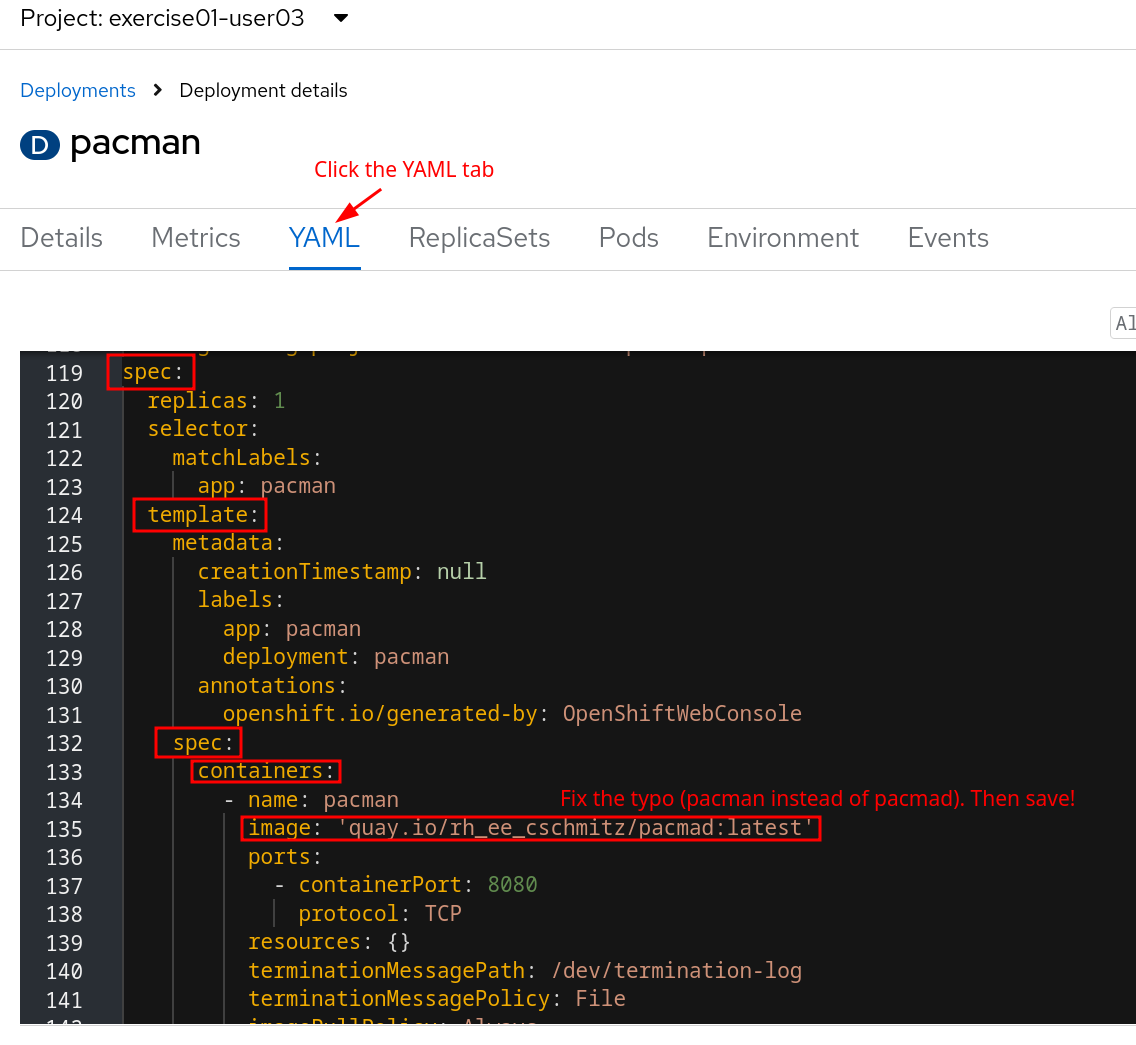 Project: exercise01-user03
Deployments > Deployment details
D pacman
Click the YAML tab
Details Metrics YAML ReplicaSets Pods Environment Events
Al
119 spec:
120 replicas: 1
121 selector:
122 matchLabels:
123 app: pacman
124 template:
125 metadata:
126 creationTimestamp: null
127 labels:
128 app: pacman
129 deployment: pacman
130 annotations:
131 openshift.io/generated-by: OpenShiftWebConsole
132 spec:
133 containers:
134 - name: pacman
Fix the typo (pacman instead of pacmad). Then save!
135 image: 'quay.io/rh_ee_cschmitz/pacmad:latest'
136 ports:
137 - containerPort: 8080
138 protocol: TCP
139 resources: {}
140 terminationMessagePath: /dev/termination-log
141 terminationMessagePolicy: File
142 imagePullPolicy: Always